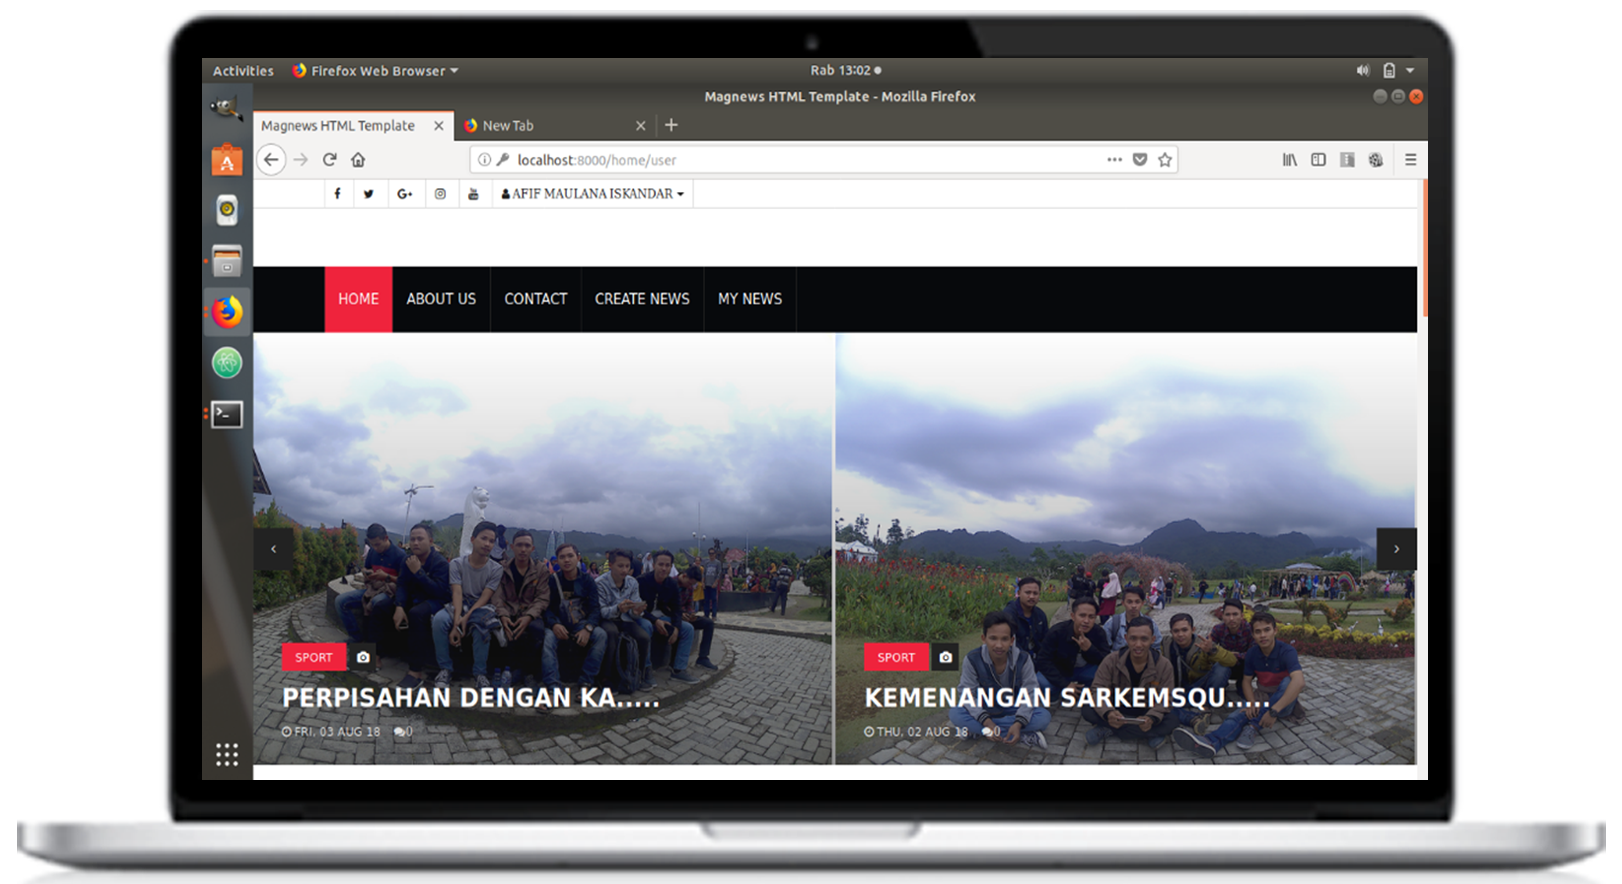 Activities Firefox Web Browser Rab 13:02
Magnews HTML Template - Mozilla Firefox
Magnews HTML Template New Tab
localhost:8000/home/user
AFIF MAULANA ISKANDAR
HOME ABOUT US CONTACT CREATE NEWS MY NEWS
SPORT
PERPISAHAN DENGAN KA.....
FRI, 03 AUG 18 0
SPORT
KEMENANGAN SARKEMSQU.....
THU, 02 AUG 18 0